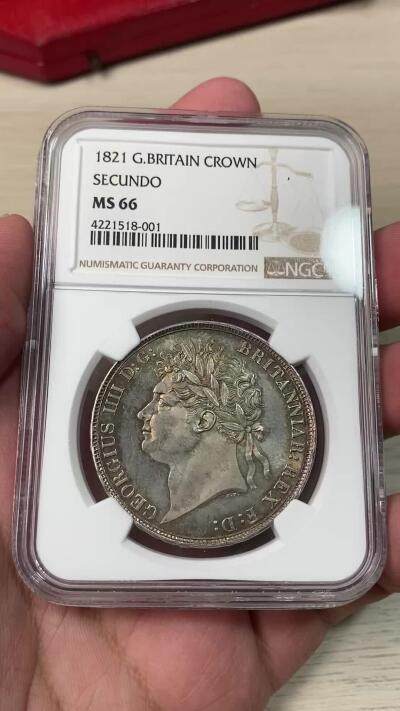 1821 G.BRITAIN CROWN
SECUNDO
MS 66
4221518-001
NUMISMATIC GUARANTY CORPORATION NGC
GEORGIUS IIII D:G: BRITANNIAR: REX F:D: